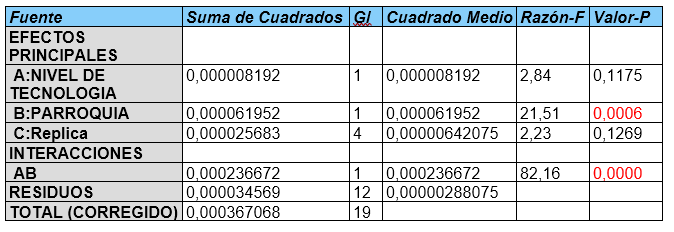 Fuente Suma de Cuadrados Gl Cuadrado Medio Razón-F Valor-P
EFECTOS
PRINCIPALES
A:NIVEL DE 0,000008192 1 0,000008192 2,84 0,1175
TECNOLOGIA
B:PARROQUIA 0,000061952 1 0,000061952 21,51 0,0006
C:Replica 0,000025683 4 0,00000642075 2,23 0,1269
INTERACCIONES
AB 0,000236672 1 0,000236672 82,16 0,0000
RESIDUOS 0,000034569 12 0,00000288075
TOTAL (CORREGIDO) 0,000367068 19